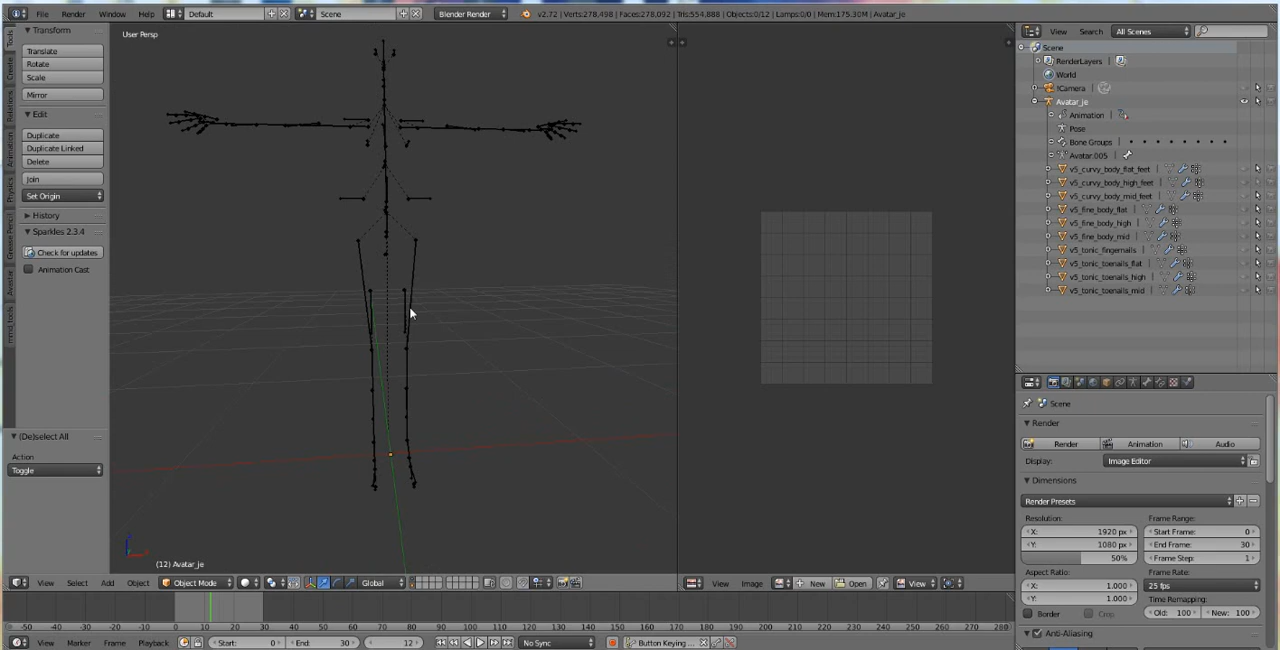 File Render Window Help Default Scene Blender Render v2.72 | Verts:278,498 | Faces:278,092 | Tris:554,888 | Objects:0/12 | Lamps:0/0 | Mem:175.30M | Avatar_je
Tools
Create
Relations
Animation
Physics
Grease Pencil
Avastar
mmd_tools
Transform
Translate
Rotate
Scale
Mirror
Edit
Duplicate
Duplicate Linked
Delete
Join
Set Origin
History
Sparkles 2.3.4
Check for updates
Animation Cast
(De)select All
Action
Toggle
User Persp
(12) Avatar_je
View Select Add Object Object Mode Global
View Image New Open View
View Search All Scenes
Scene
RenderLayers
World
!Camera
Avatar_je
Animation
Pose
Bone Groups
Avatar.005
v5_curvy_body_flat_feet
v5_curvy_body_high_feet
v5_curvy_body_mid_feet
v5_fine_body_flat
v5_fine_body_high
v5_fine_body_mid
v5_tonic_fingernails
v5_tonic_toenails_flat
v5_tonic_toenails_high
v5_tonic_toenails_mid
Scene
Render
Render Animation Audio
Display: Image Editor
Dimensions
Render Presets
Resolution: Frame Range:
X: 1920 px Start Frame: 0
Y: 1080 px End Frame: 30
50% Frame Step: 1
Aspect Ratio: Frame Rate:
X: 1.000 25 fps
Y: 1.000 Time Remapping:
Border Crop Old: 100 New: 100
Anti-Aliasing
-50 -40 -30 -20 -10 0 10 20 30 40 50 60 70 80 90 100 110 120 130 140 150 160 170 180 190 200 210 220 230 240 250 260 270 280
View Marker Frame Playback Start: 0 End: 30 12 No Sync Button Keying ...